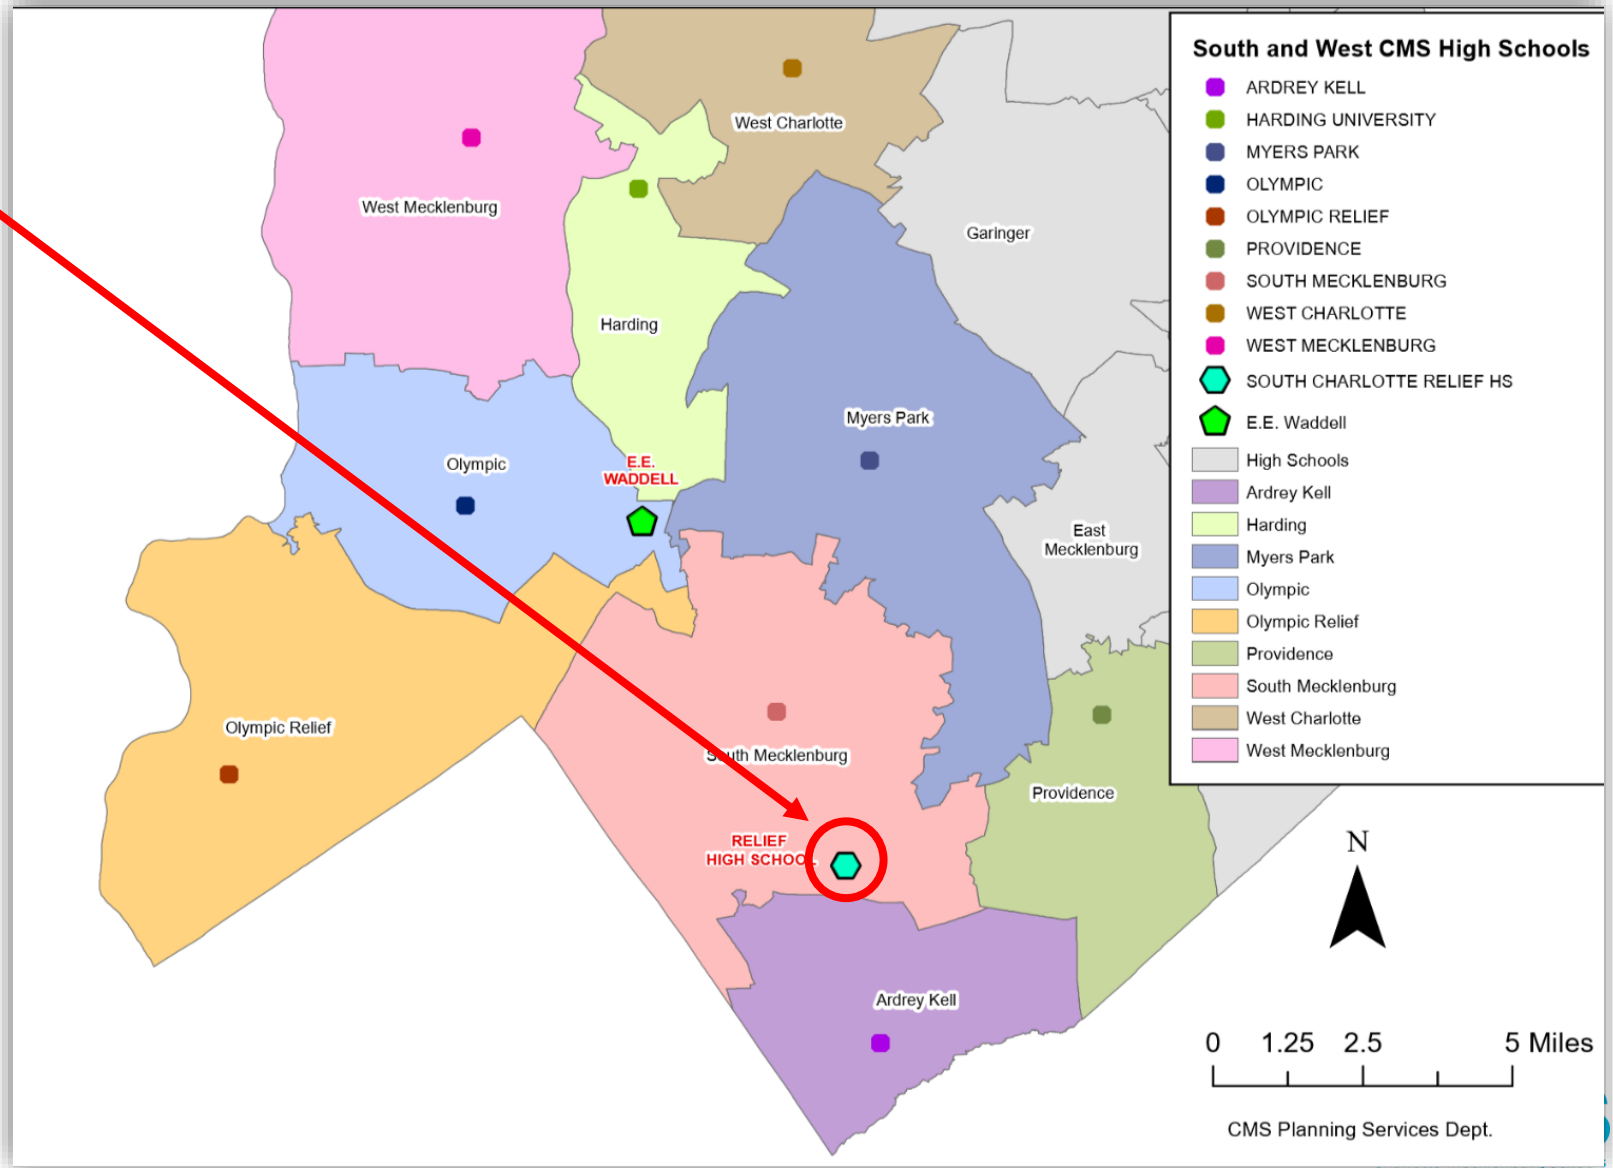 South and West CMS High Schools
ARDREY KELL
HARDING UNIVERSITY
MYERS PARK
OLYMPIC
OLYMPIC RELIEF
PROVIDENCE
SOUTH MECKLENBURG
WEST CHARLOTTE
WEST MECKLENBURG
SOUTH CHARLOTTE RELIEF HS
E.E. Waddell
High Schools
Ardrey Kell
Harding
Myers Park
Olympic
Olympic Relief
Providence
South Mecklenburg
West Charlotte
West Mecklenburg
West Charlotte
West Mecklenburg
Garinger
Harding
Myers Park
Olympic
E.E.
WADDELL
East
Mecklenburg
Olympic Relief
South Mecklenburg
Providence
RELIEF
HIGH SCHOOL
Ardrey Kell
N
0 1.25 2.5 5 Miles
CMS Planning Services Dept.